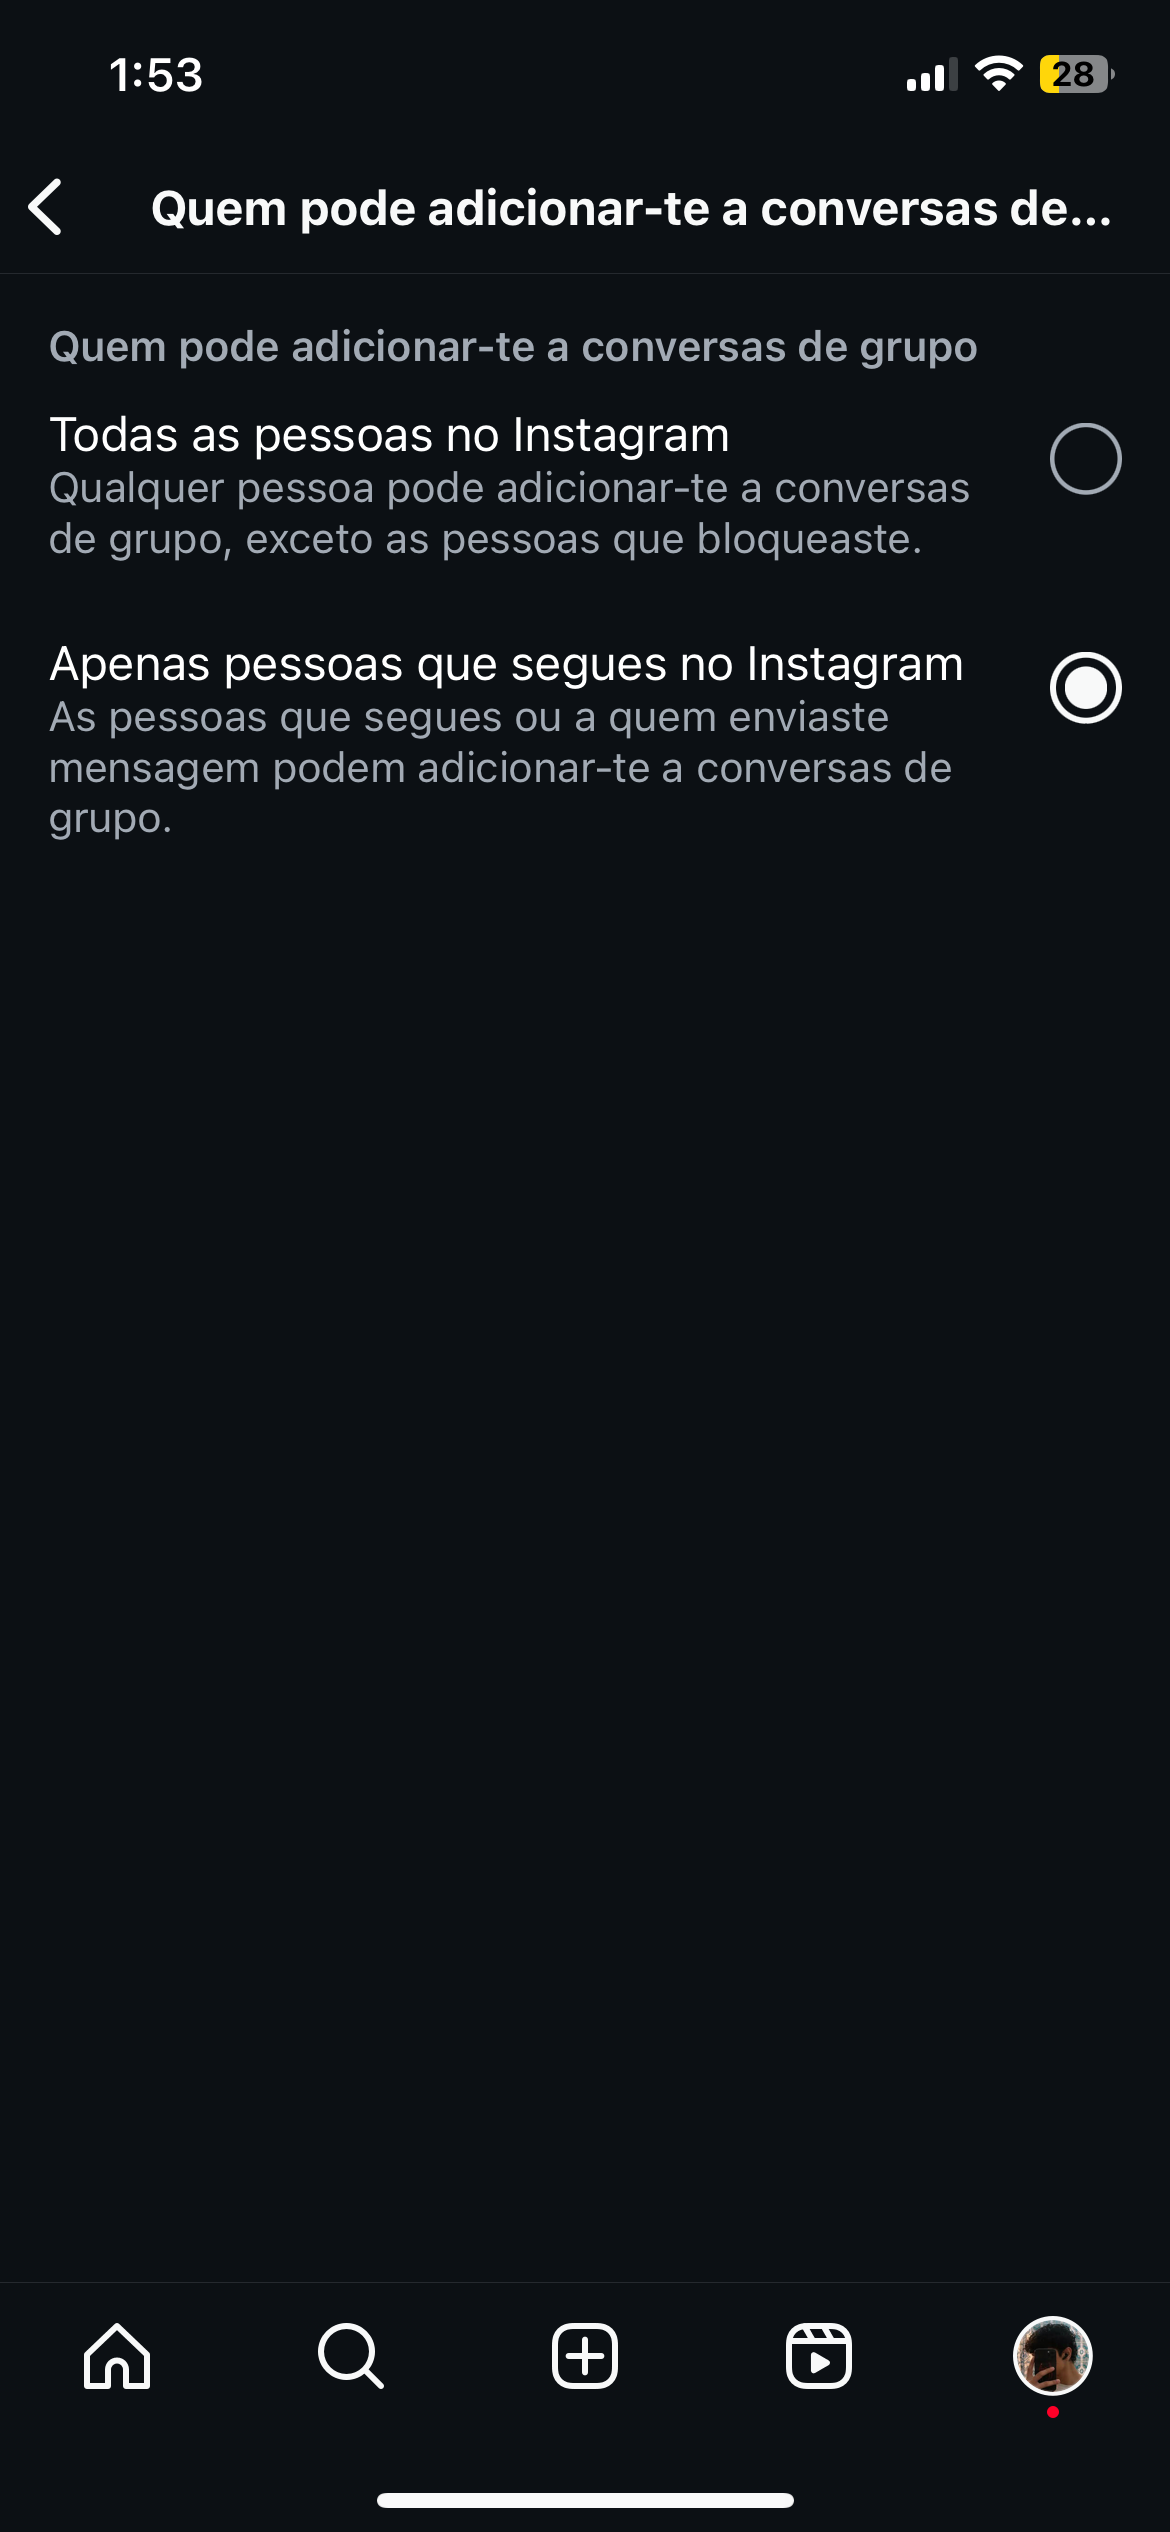 1:53
28
Quem pode adicionar-te a conversas de...
Quem pode adicionar-te a conversas de grupo
Todas as pessoas no Instagram
Qualquer pessoa pode adicionar-te a conversas
de grupo, exceto as pessoas que bloqueaste.
Apenas pessoas que segues no Instagram
As pessoas que segues ou a quem enviaste
mensagem podem adicionar-te a conversas de
grupo.